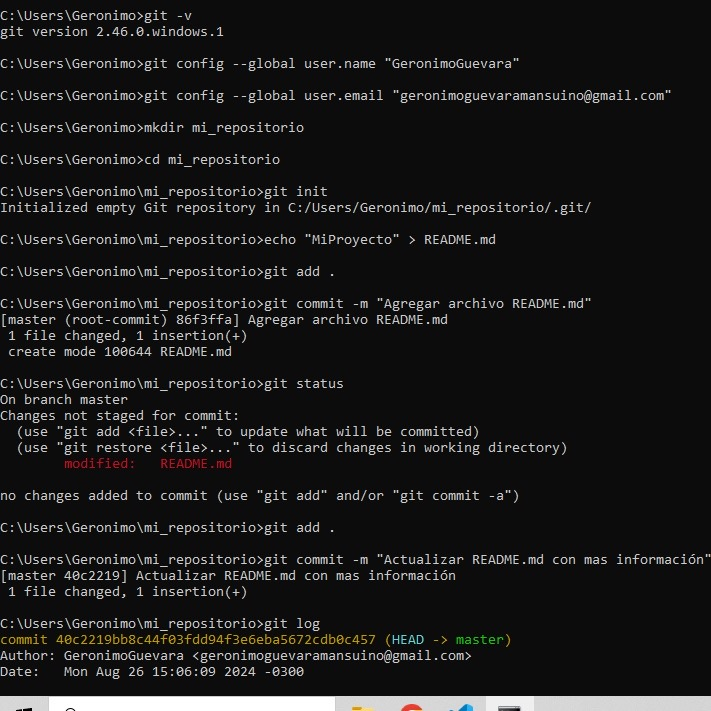 C:\Users\Geronimo>git -v
git version 2.46.0.windows.1
C:\Users\Geronimo>git config --global user.name "GeronimoGuevara"
C:\Users\Geronimo>git config --global user.email "geronimoguevaramansuino@gmail.com"
C:\Users\Geronimo>mkdir mi_repositorio
C:\Users\Geronimo>cd mi_repositorio
C:\Users\Geronimo\mi_repositorio>git init
Initialized empty Git repository in C:/Users/Geronimo/mi_repositorio/.git/
C:\Users\Geronimo\mi_repositorio>echo "MiProyecto" > README.md
C:\Users\Geronimo\mi_repositorio>git add .
C:\Users\Geronimo\mi_repositorio>git commit -m "Agregar archivo README.md"
[master (root-commit) 86f3ffa] Agregar archivo README.md
 1 file changed, 1 insertion(+)
 create mode 100644 README.md
C:\Users\Geronimo\mi_repositorio>git status
On branch master
Changes not staged for commit:
  (use "git add <file>..." to update what will be committed)
  (use "git restore <file>..." to discard changes in working directory)
        modified:   README.md
no changes added to commit (use "git add" and/or "git commit -a")
C:\Users\Geronimo\mi_repositorio>git add .
C:\Users\Geronimo\mi_repositorio>git commit -m "Actualizar README.md con mas información"
[master 40c2219] Actualizar README.md con mas información
 1 file changed, 1 insertion(+)
C:\Users\Geronimo\mi_repositorio>git log
commit 40c2219bb8c44f03fdd94f3e6eba5672cdb0c457 (HEAD -> master)
Author: GeronimoGuevara <geronimoguevaramansuino@gmail.com>
Date:   Mon Aug 26 15:06:09 2024 -0300